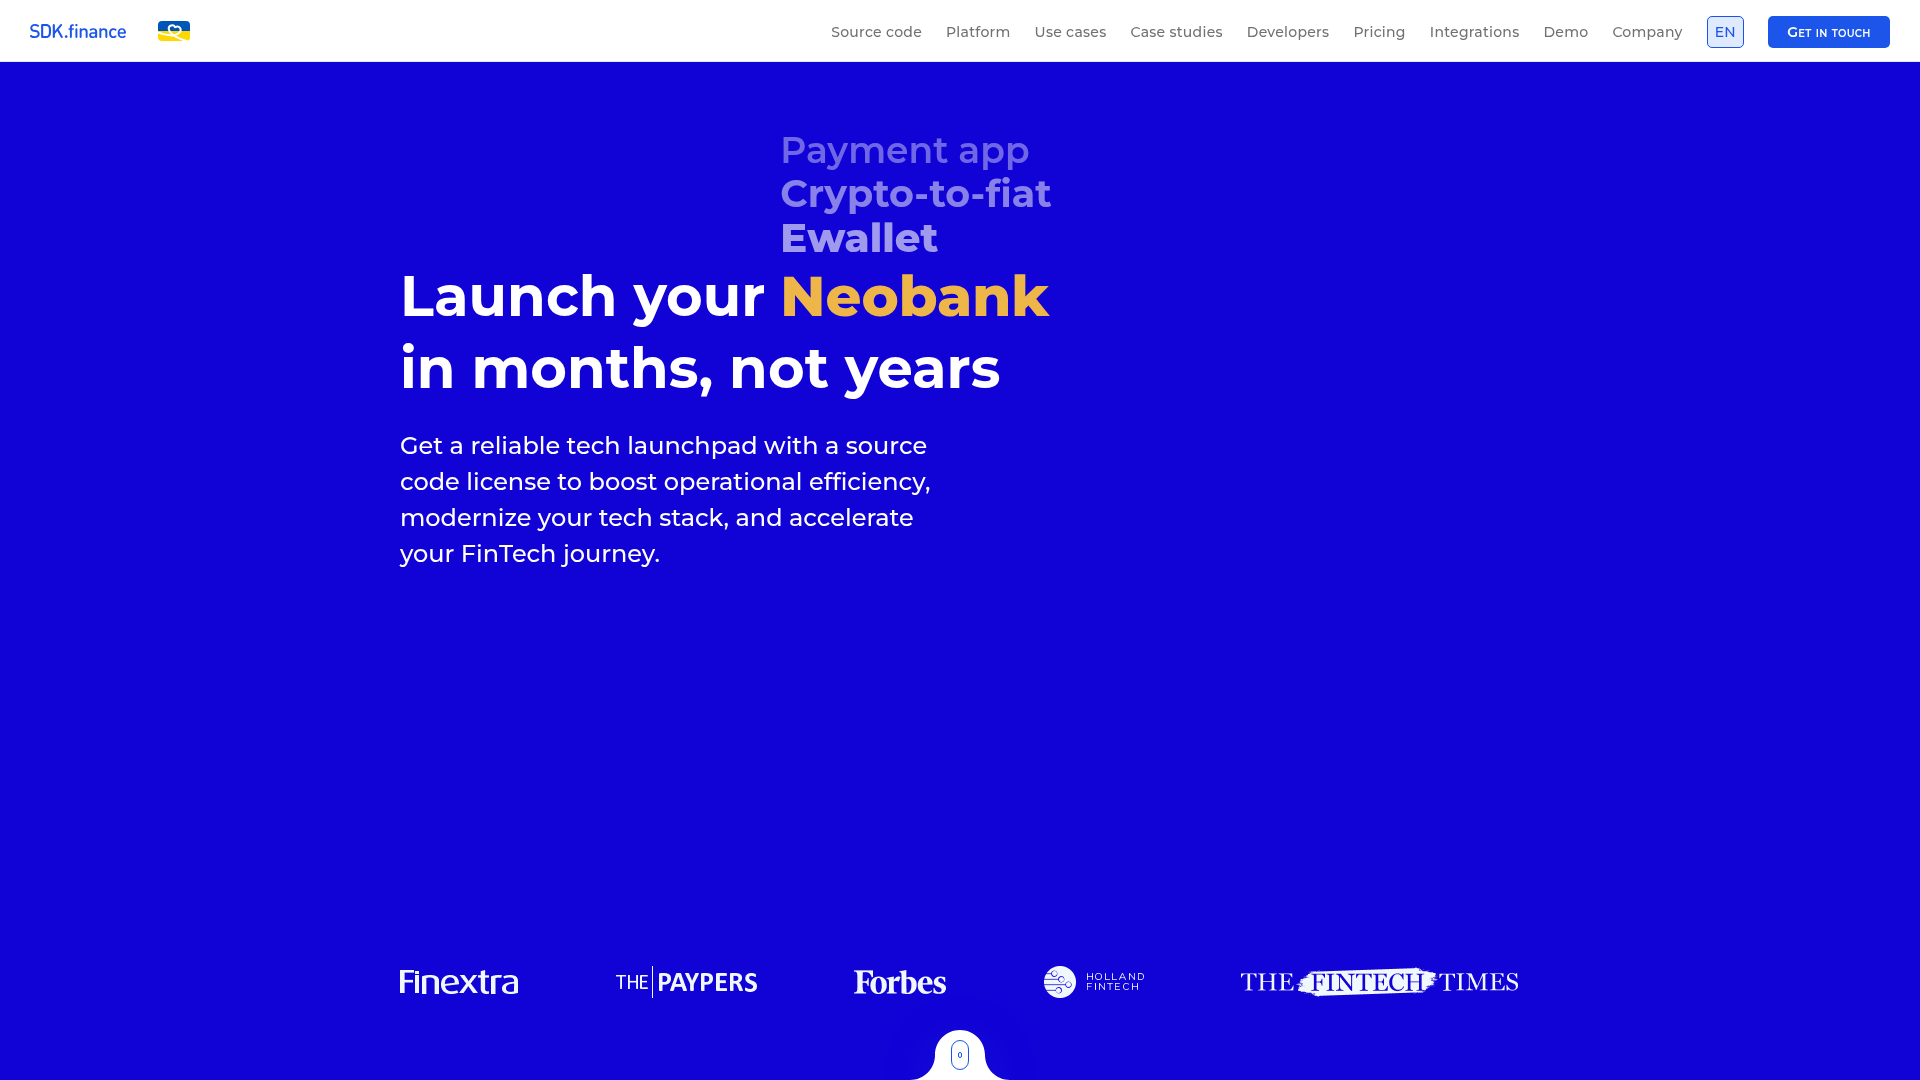 SDK.finance
Source code
Platform
Use cases
Case studies
Developers
Pricing
Integrations
Demo
Company
EN
Get in touch
Payment app
Crypto-to-fiat
Ewallet
Launch your Neobank
in months, not years
Get a reliable tech launchpad with a source
code license to boost operational efficiency,
modernize your tech stack, and accelerate
your FinTech journey.
Finextra
THE PAYPERS
Forbes
HOLLAND
FINTECH
THE FINTECH TIMES